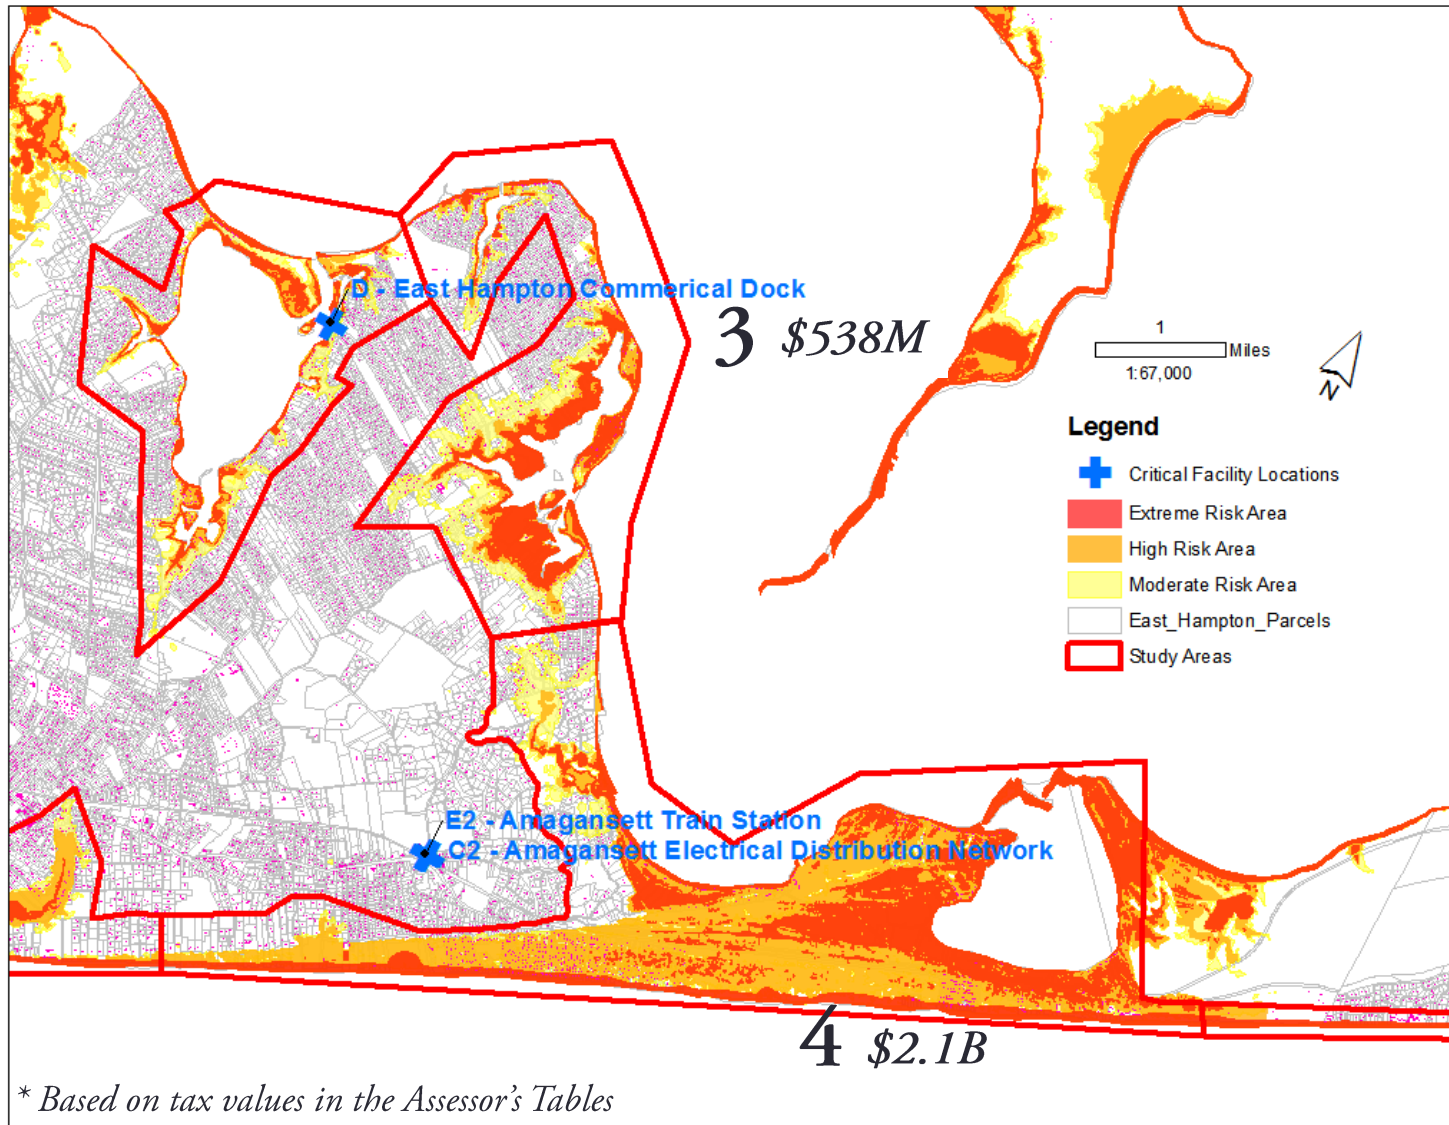 D - East Hampton Commerical Dock
3 $538M
1
Miles
1:67,000
N
Legend
Critical Facility Locations
Extreme Risk Area
High Risk Area
Moderate Risk Area
East_Hampton_Parcels
Study Areas
E2 - Amagansett Train Station
C2 - Amagansett Electrical Distribution Network
4 $2.1B
* Based on tax values in the Assessor’s Tables